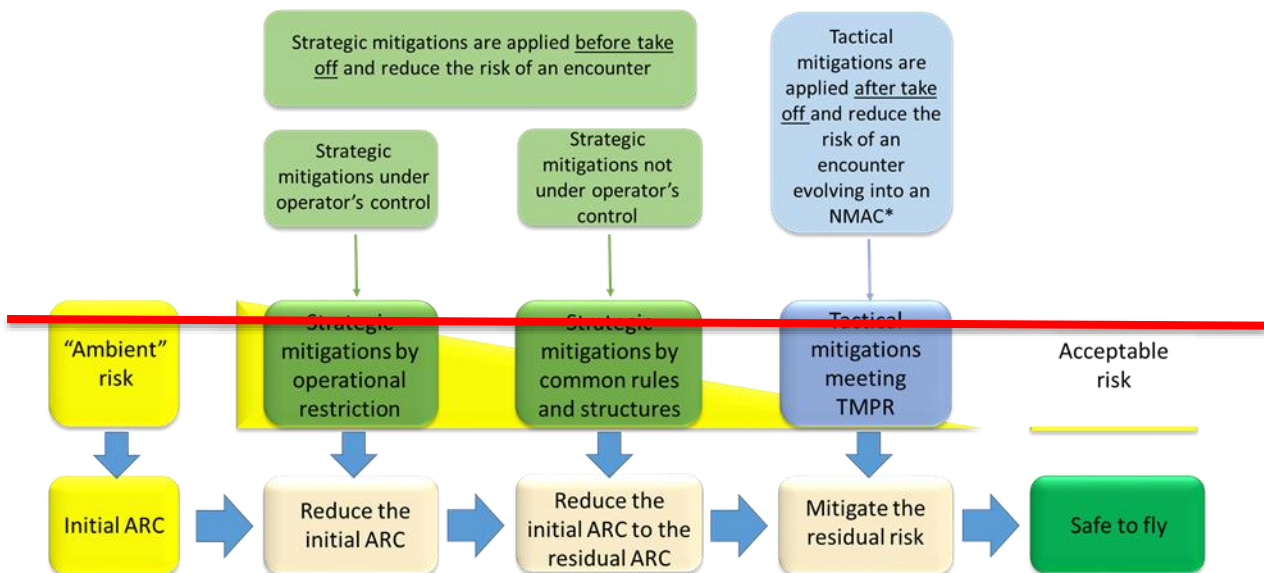 Strategic mitigations are applied before take
off and reduce the risk of an encounter
Tactical
mitigations are
applied after take
off and reduce the
risk of an
encounter
evolving into an
NMAC*
Strategic
mitigations under
operator's control
Strategic
mitigations not
under operator's
control
"Ambient"
risk
Strategic
mitigations by
operational
restriction
Strategic
mitigations by
common rules
and structures
Tactical
mitigations
meeting
TMPR
Acceptable
risk
Initial ARC
Reduce the
initial ARC
Reduce the
initial ARC to the
residual ARC
Mitigate the
residual risk
Safe to fly